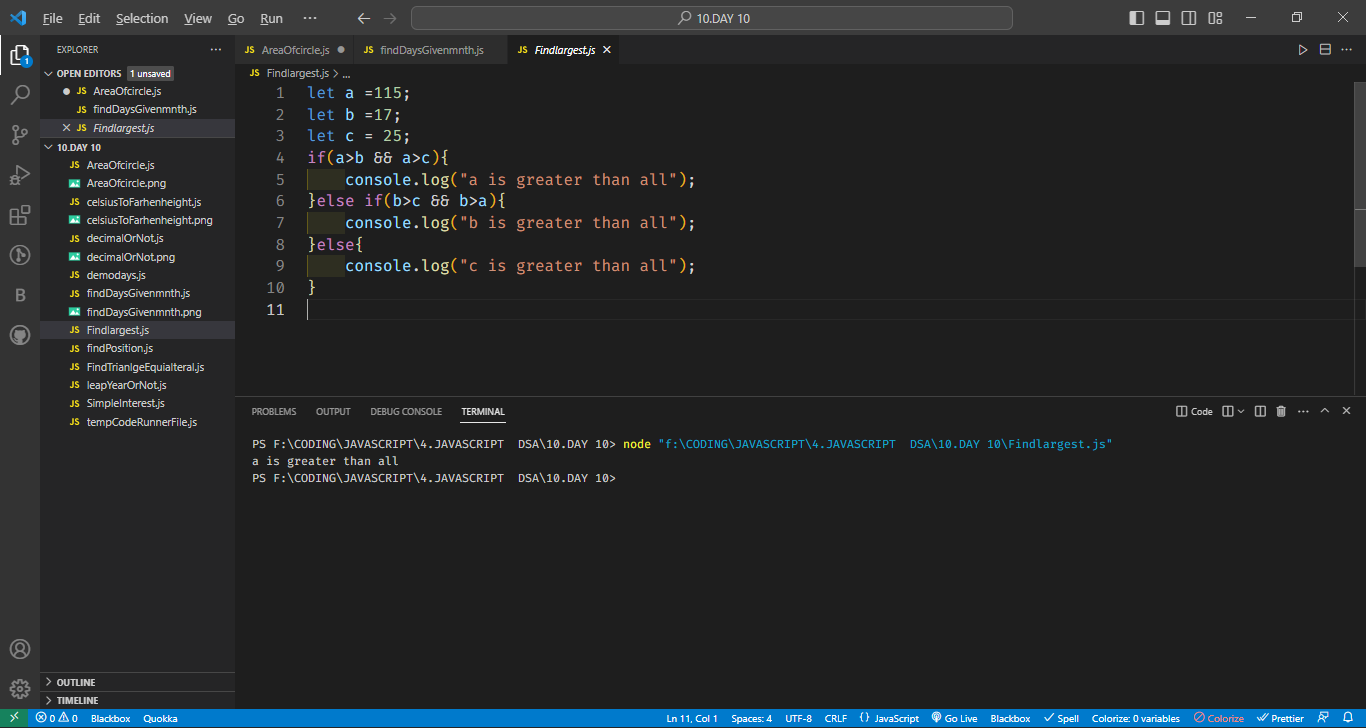 File Edit Selection View Go Run ··· 10.DAY 10
EXPLORER ···
OPEN EDITORS 1 unsaved
JS AreaOfcircle.js
JS findDaysGivenmnth.js
JS Findlargest.js
10.DAY 10
JS AreaOfcircle.js
AreaOfcircle.png
JS celsiusToFarhenheight.js
celsiusToFarhenheight.png
JS decimalOrNot.js
decimalOrNot.png
JS demodays.js
JS findDaysGivenmnth.js
findDaysGivenmnth.png
JS Findlargest.js
JS findPosition.js
JS FindTrianlgeEquialteral.js
JS leapYearOrNot.js
JS SimpleInterest.js
JS tempCodeRunnerFile.js
OUTLINE
TIMELINE
1
B
JS AreaOfcircle.js JS findDaysGivenmnth.js JS Findlargest.js
JS Findlargest.js > ...
1 let a =115;
2 let b =17;
3 let c = 25;
4 if(a>b && a>c){
5 console.log("a is greater than all");
6 }else if(b>c && b>a){
7 console.log("b is greater than all");
8 }else{
9 console.log("c is greater than all");
10 }
11
PROBLEMS OUTPUT DEBUG CONSOLE TERMINAL Code ···
PS F:\CODING\JAVASCRIPT\4.JAVASCRIPT  DSA\10.DAY 10> node "f:\CODING\JAVASCRIPT\4.JAVASCRIPT  DSA\10.DAY 10\Findlargest.js"
a is greater than all
PS F:\CODING\JAVASCRIPT\4.JAVASCRIPT  DSA\10.DAY 10>
0 0 Blackbox Quokka Ln 11, Col 1 Spaces: 4 UTF-8 CRLF {} JavaScript Go Live Blackbox Spell Colorize: 0 variables Colorize Prettier